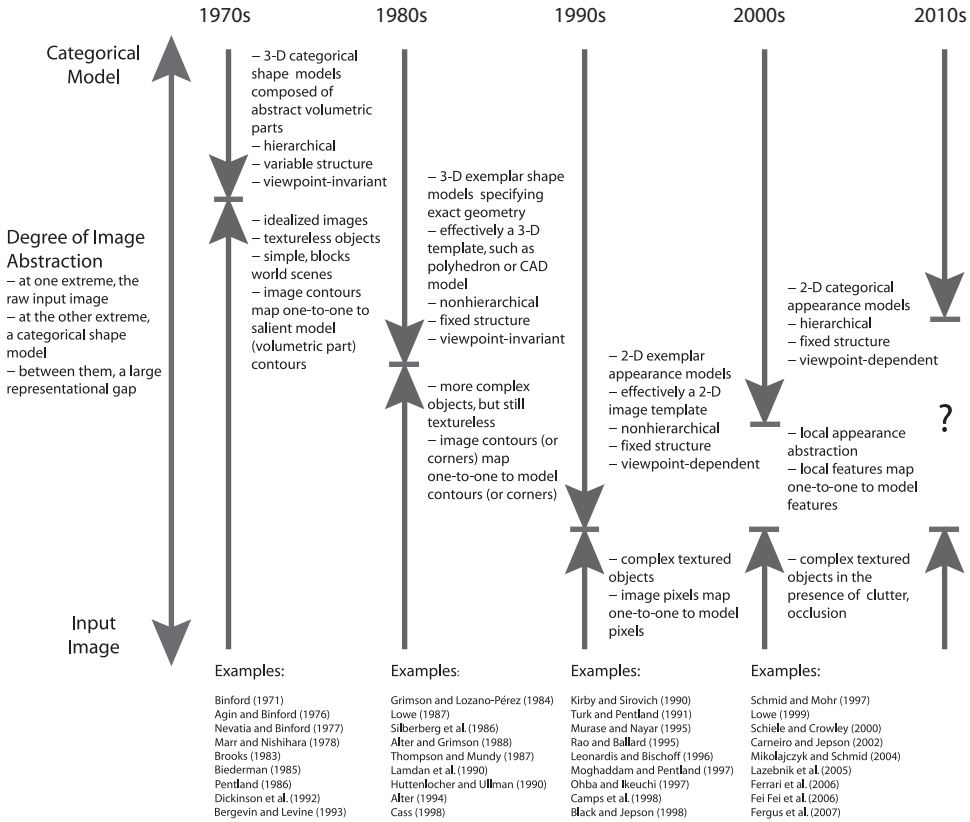 1970s
1980s
1990s
2000s
2010s
Categorical
Model
Degree of Image
Abstraction
– at one extreme, the
raw input image
– at the other extreme,
a categorical shape
model
– between them, a large
representational gap
Input
Image
– 3-D categorical
shape models
composed of
abstract volumetric
parts
– hierarchical
– variable structure
– viewpoint-invariant
– idealized images
– textureless objects
– simple, blocks
world scenes
– image contours
map one-to-one to
salient model
(volumetric part)
contours
– 3-D exemplar shape
models specifying
exact geometry
– effectively a 3-D
template, such as
polyhedron or CAD
model
– nonhierarchical
– fixed structure
– viewpoint-invariant
– more complex
objects, but still
textureless
– image contours (or
corners) map
one-to-one to model
contours (or corners)
– 2-D exemplar
appearance models
– effectively a 2-D
image template
– nonhierarchical
– fixed structure
– viewpoint-dependent
– complex textured
objects
– image pixels map
one-to-one to model
pixels
– 2-D categorical
appearance models
– hierarchical
– fixed structure
– viewpoint-dependent
– local appearance
abstraction
– local features map
one-to-one to model
features
– complex textured
objects in the
presence of clutter,
occlusion
?
Examples:
Binford (1971)
Agin and Binford (1976)
Nevatia and Binford (1977)
Marr and Nishihara (1978)
Brooks (1983)
Biederman (1985)
Pentland (1986)
Dickinson et al. (1992)
Bergevin and Levine (1993)
Examples:
Grimson and Lozano-Pérez (1984)
Lowe (1987)
Silberberg et al. (1986)
Alter and Grimson (1988)
Thompson and Mundy (1987)
Lamdan et al. (1990)
Huttenlocher and Ullman (1990)
Alter (1994)
Cass (1998)
Examples:
Kirby and Sirovich (1990)
Turk and Pentland (1991)
Murase and Nayar (1995)
Rao and Ballard (1995)
Leonardis and Bischoff (1996)
Moghaddam and Pentland (1997)
Ohba and Ikeuchi (1997)
Camps et al. (1998)
Black and Jepson (1998)
Examples:
Schmid and Mohr (1997)
Lowe (1999)
Schiele and Crowley (2000)
Carneiro and Jepson (2002)
Mikolajczyk and Schmid (2004)
Lazebnik et al. (2005)
Ferrari et al. (2006)
Fei Fei et al. (2006)
Fergus et al. (2007)